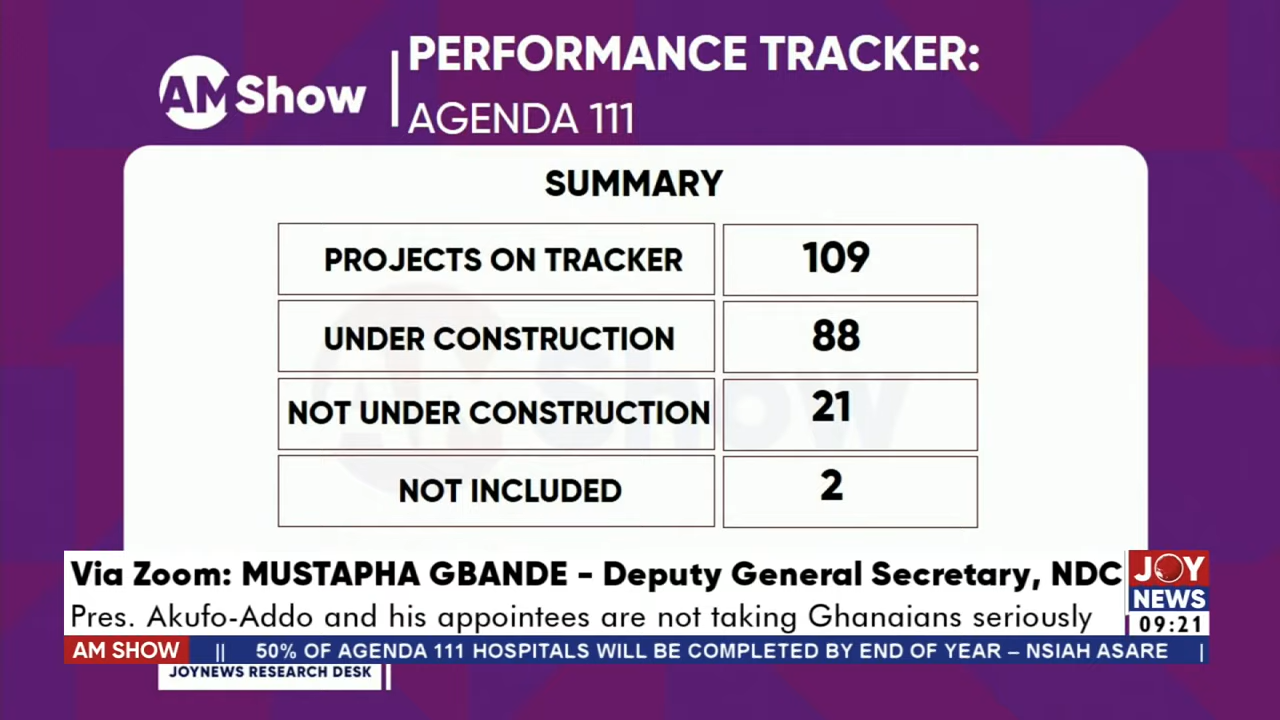 AM Show
PERFORMANCE TRACKER:
AGENDA 111
SUMMARY
PROJECTS ON TRACKER 109
UNDER CONSTRUCTION 88
NOT UNDER CONSTRUCTION 21
NOT INCLUDED 2
Via Zoom: MUSTAPHA GBANDE – Deputy General Secretary, NDC
Pres. Akufo-Addo and his appointees are not taking Ghanaians seriously
JOY
NEWS
09:21
AM SHOW || 50% OF AGENDA 111 HOSPITALS WILL BE COMPLETED BY END OF YEAR – NSIAH ASARE |
JOYNEWS RESEARCH DESK